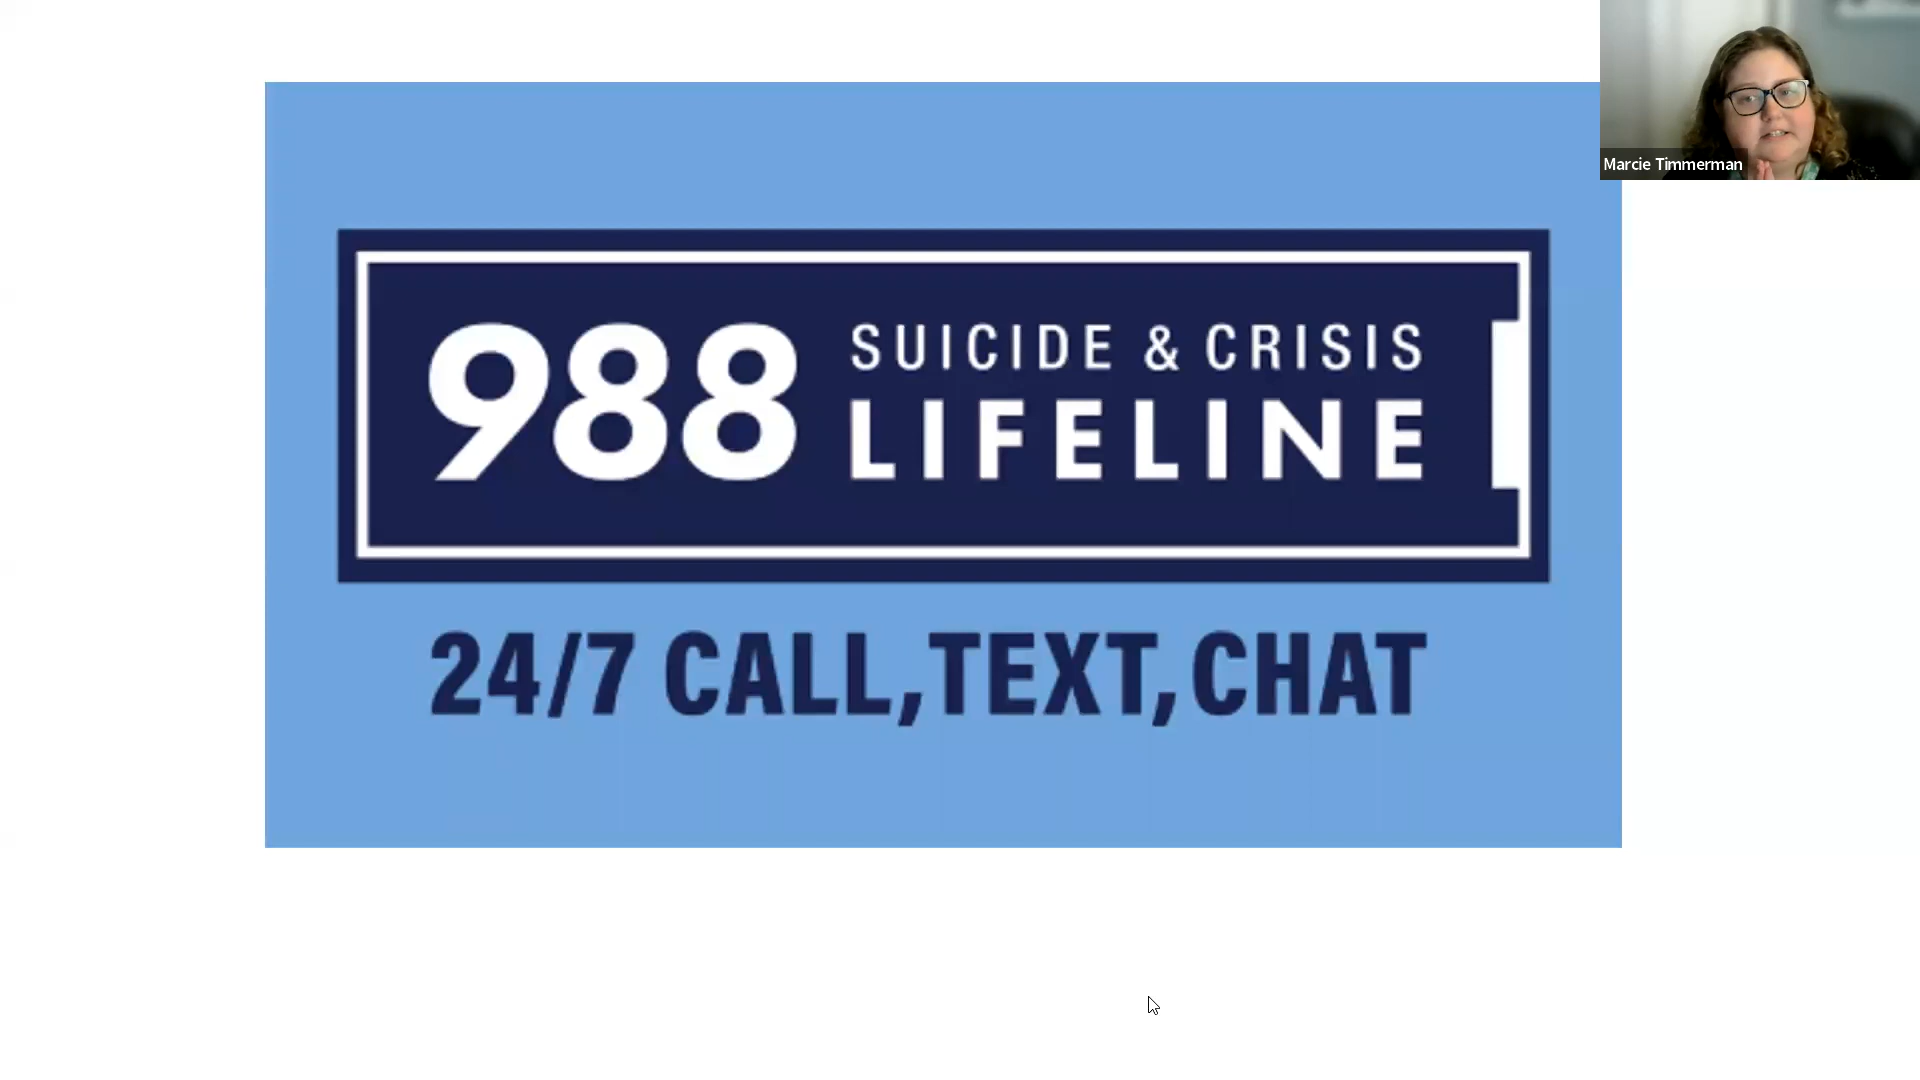 Marcie Timmerman
988 SUICIDE & CRISIS
LIFELINE
24/7 CALL, TEXT, CHAT